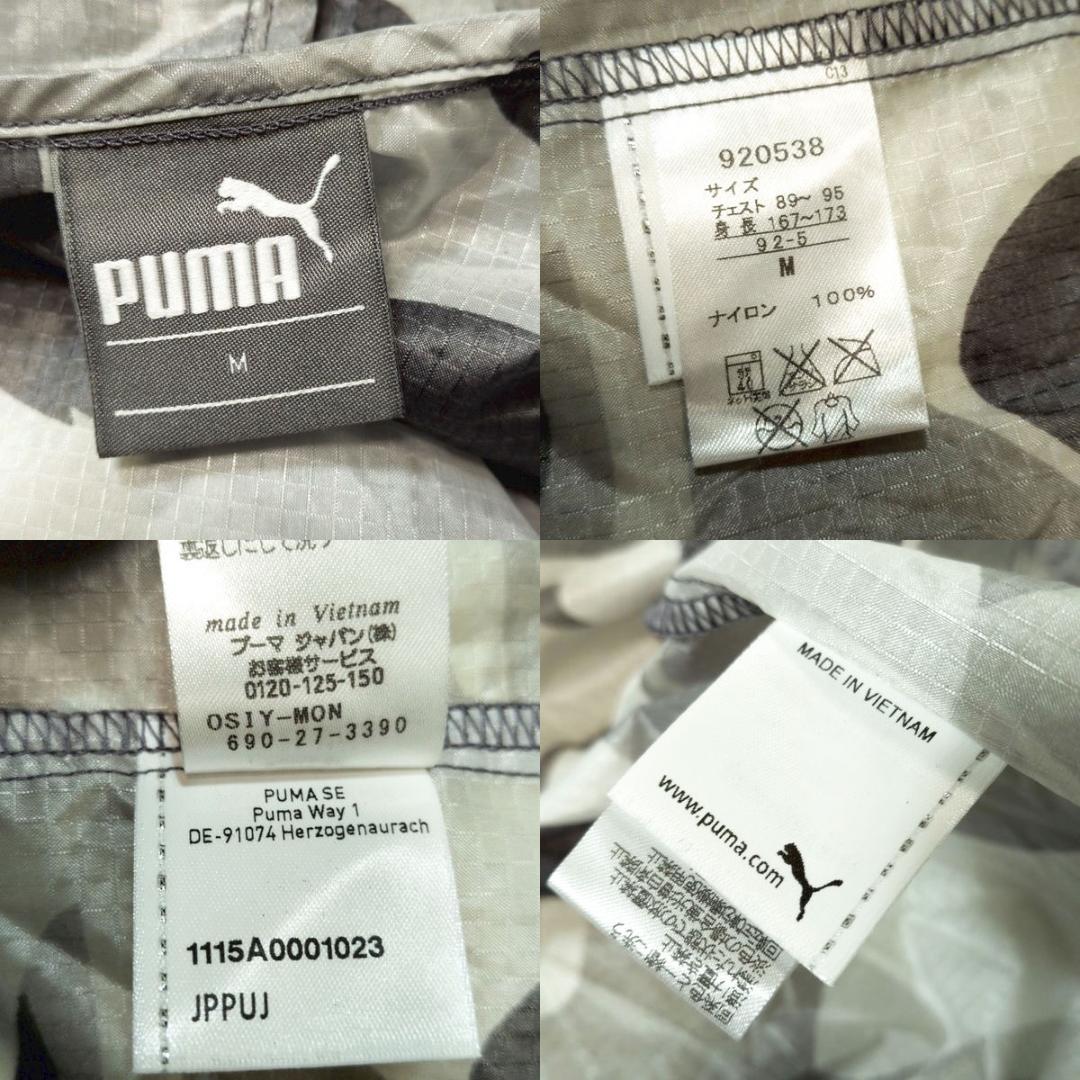 PUMA
M
C13
920538
サイズ
チェスト 89～ 95
身長 167～173
92-5
M
ナイロン 100%
40
made in Vietnam
プーマ ジャパン(株)
お客様サービス
0120-125-150
OSIY-MON
690-27-3390
PUMA SE
Puma Way 1
DE-91074 Herzogenaurach
1115A0001023
JPPUJ
MADE IN VIETNAM
www.puma.com